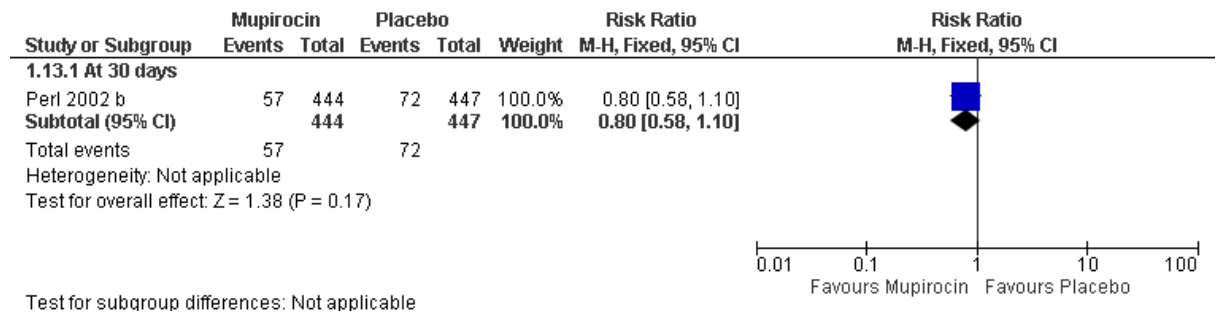 Mupirocin Placebo Risk Ratio Risk Ratio
Study or Subgroup Events Total Events Total Weight M-H, Fixed, 95% CI M-H, Fixed, 95% CI
1.13.1 At 30 days
Perl 2002 b 57 444 72 447 100.0% 0.80 [0.58, 1.10]
Subtotal (95% CI) 444 447 100.0% 0.80 [0.58, 1.10]
Total events 57 72
Heterogeneity: Not applicable
Test for overall effect: Z = 1.38 (P = 0.17)
0.01 0.1 1 10 100
Favours Mupirocin Favours Placebo
Test for subgroup differences: Not applicable